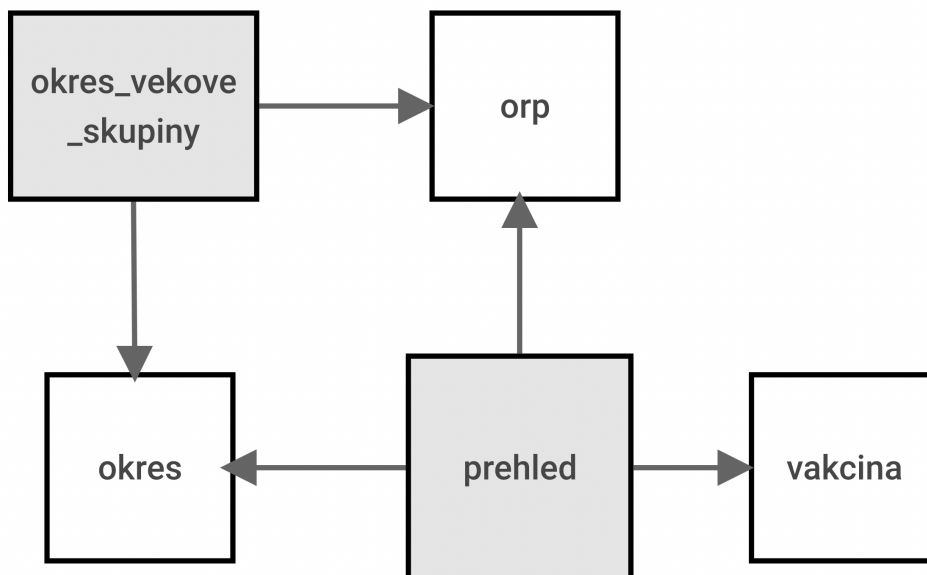 okres_vekove
_skupiny
orp
okres
prehled
vakcina